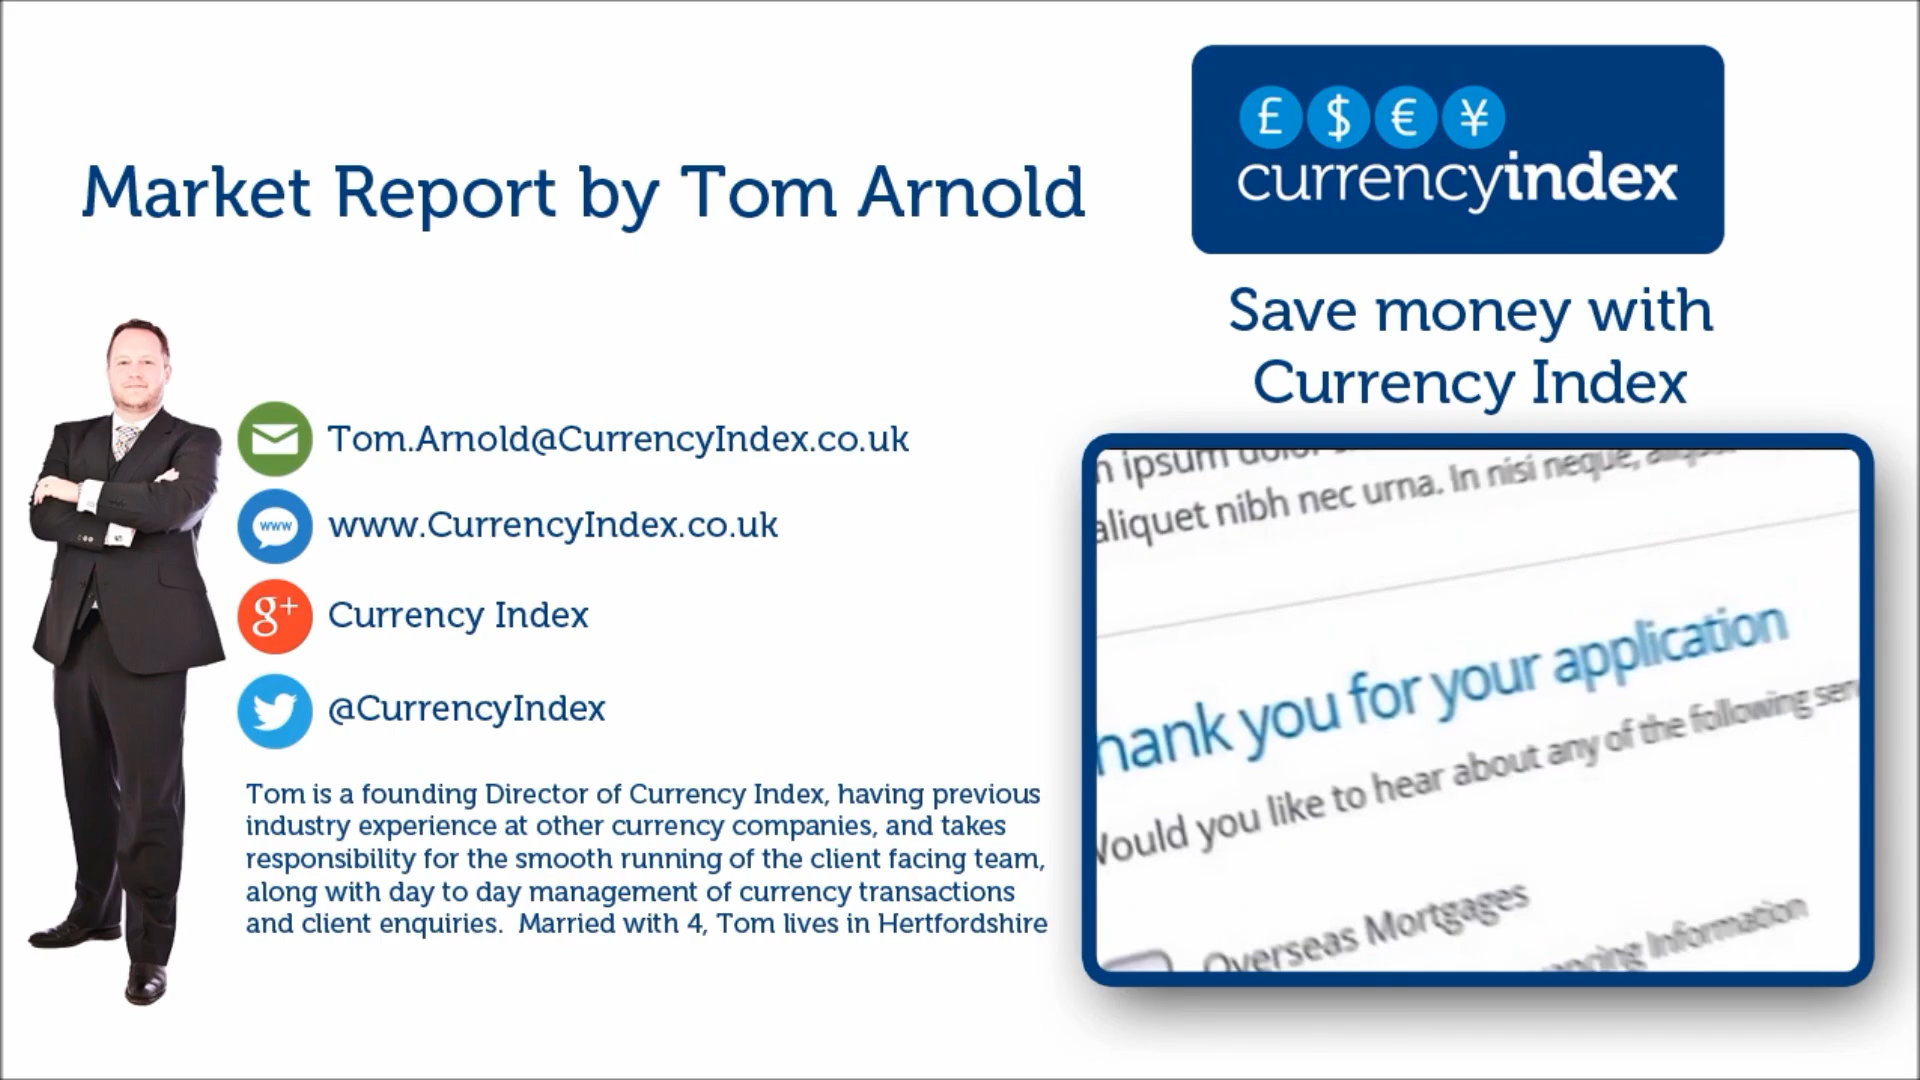 Market Report by Tom Arnold
£ $ € ¥
currencyindex
Save money with
Currency Index
Tom.Arnold@CurrencyIndex.co.uk
www
www.CurrencyIndex.co.uk
g+
Currency Index
@CurrencyIndex
Tom is a founding Director of Currency Index, having previous
industry experience at other currency companies, and takes
responsibility for the smooth running of the client facing team,
along with day to day management of currency transactions
and client enquiries. Married with 4, Tom lives in Hertfordshire
ipsum
aliquet nibh nec urna. In nisi neque,
hank you for your application
ould you like to hear about any of the following
Overseas Mortgages
Information